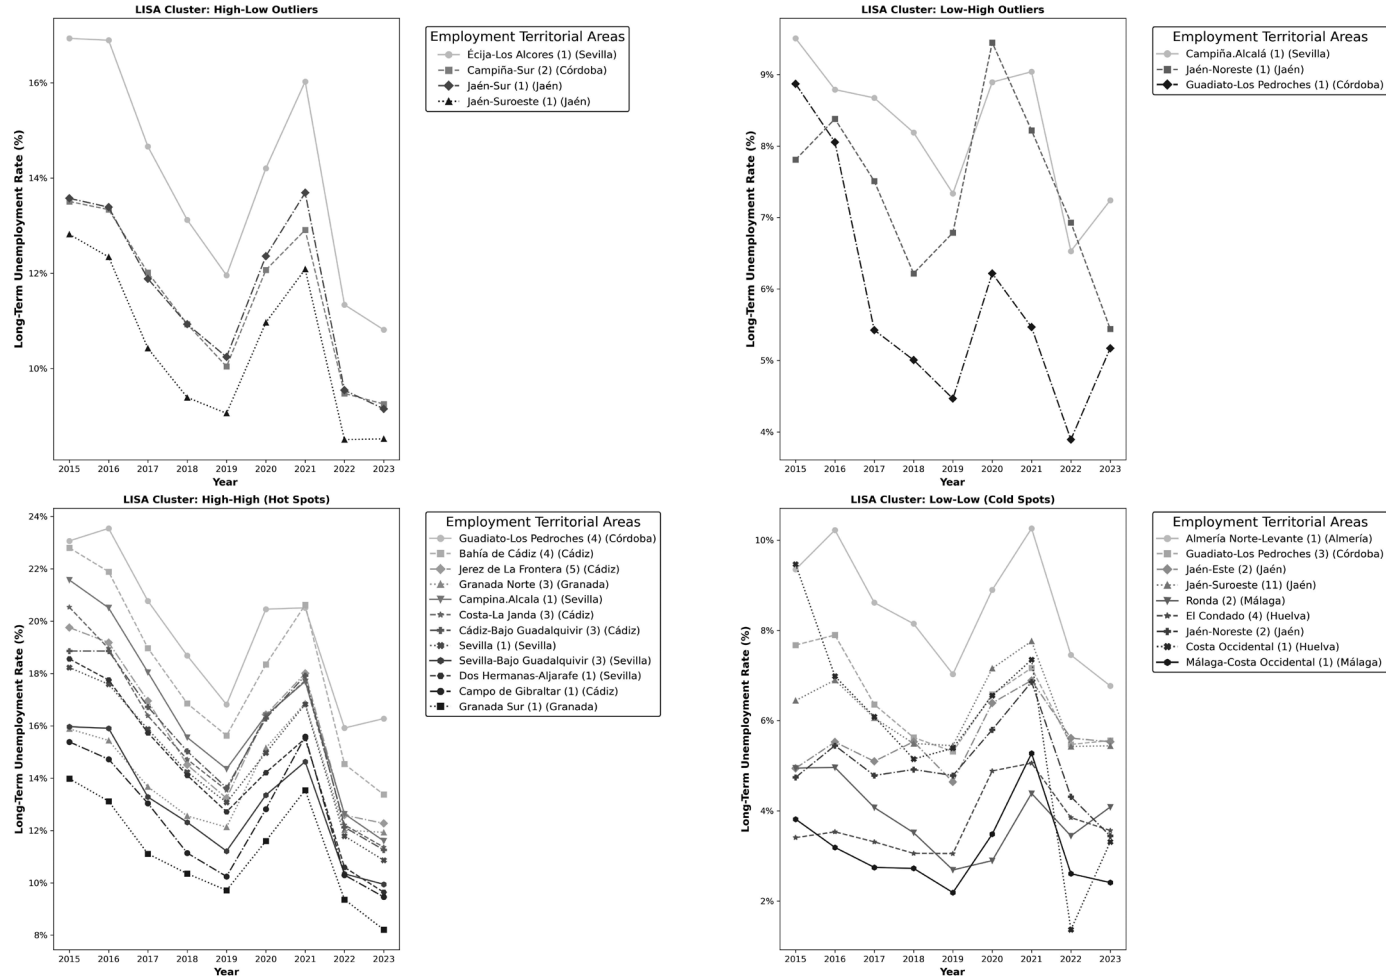 LISA Cluster: High-Low Outliers
Long-Term Unemployment Rate (%)
16%
14%
12%
10%
2015 2016 2017 2018 2019 2020 2021 2022 2023
Year
Employment Territorial Areas
Écija-Los Alcores (1) (Sevilla)
Campiña-Sur (2) (Córdoba)
Jaén-Sur (1) (Jaén)
Jaén-Suroeste (1) (Jaén)
LISA Cluster: Low-High Outliers
Long-Term Unemployment Rate (%)
9%
8%
7%
6%
5%
4%
2015 2016 2017 2018 2019 2020 2021 2022 2023
Year
Employment Territorial Areas
Campiña.Alcalá (1) (Sevilla)
Jaén-Noreste (1) (Jaén)
Guadiato-Los Pedroches (1) (Córdoba)
LISA Cluster: High-High (Hot Spots)
Long-Term Unemployment Rate (%)
24%
22%
20%
18%
16%
14%
12%
10%
8%
2015 2016 2017 2018 2019 2020 2021 2022 2023
Year
Employment Territorial Areas
Guadiato-Los Pedroches (4) (Córdoba)
Bahía de Cádiz (4) (Cádiz)
Jerez de La Frontera (5) (Cádiz)
Granada Norte (3) (Granada)
Campina.Alcala (1) (Sevilla)
Costa-La Janda (3) (Cádiz)
Cádiz-Bajo Guadalquivir (3) (Cádiz)
Sevilla (1) (Sevilla)
Sevilla-Bajo Guadalquivir (3) (Sevilla)
Dos Hermanas-Aljarafe (1) (Sevilla)
Campo de Gibraltar (1) (Cádiz)
Granada Sur (1) (Granada)
LISA Cluster: Low-Low (Cold Spots)
Long-Term Unemployment Rate (%)
10%
8%
6%
4%
2%
2015 2016 2017 2018 2019 2020 2021 2022 2023
Year
Employment Territorial Areas
Almería Norte-Levante (1) (Almería)
Guadiato-Los Pedroches (3) (Córdoba)
Jaén-Este (2) (Jaén)
Jaén-Suroeste (11) (Jaén)
Ronda (2) (Málaga)
El Condado (4) (Huelva)
Jaén-Noreste (2) (Jaén)
Costa Occidental (1) (Huelva)
Málaga-Costa Occidental (1) (Málaga)